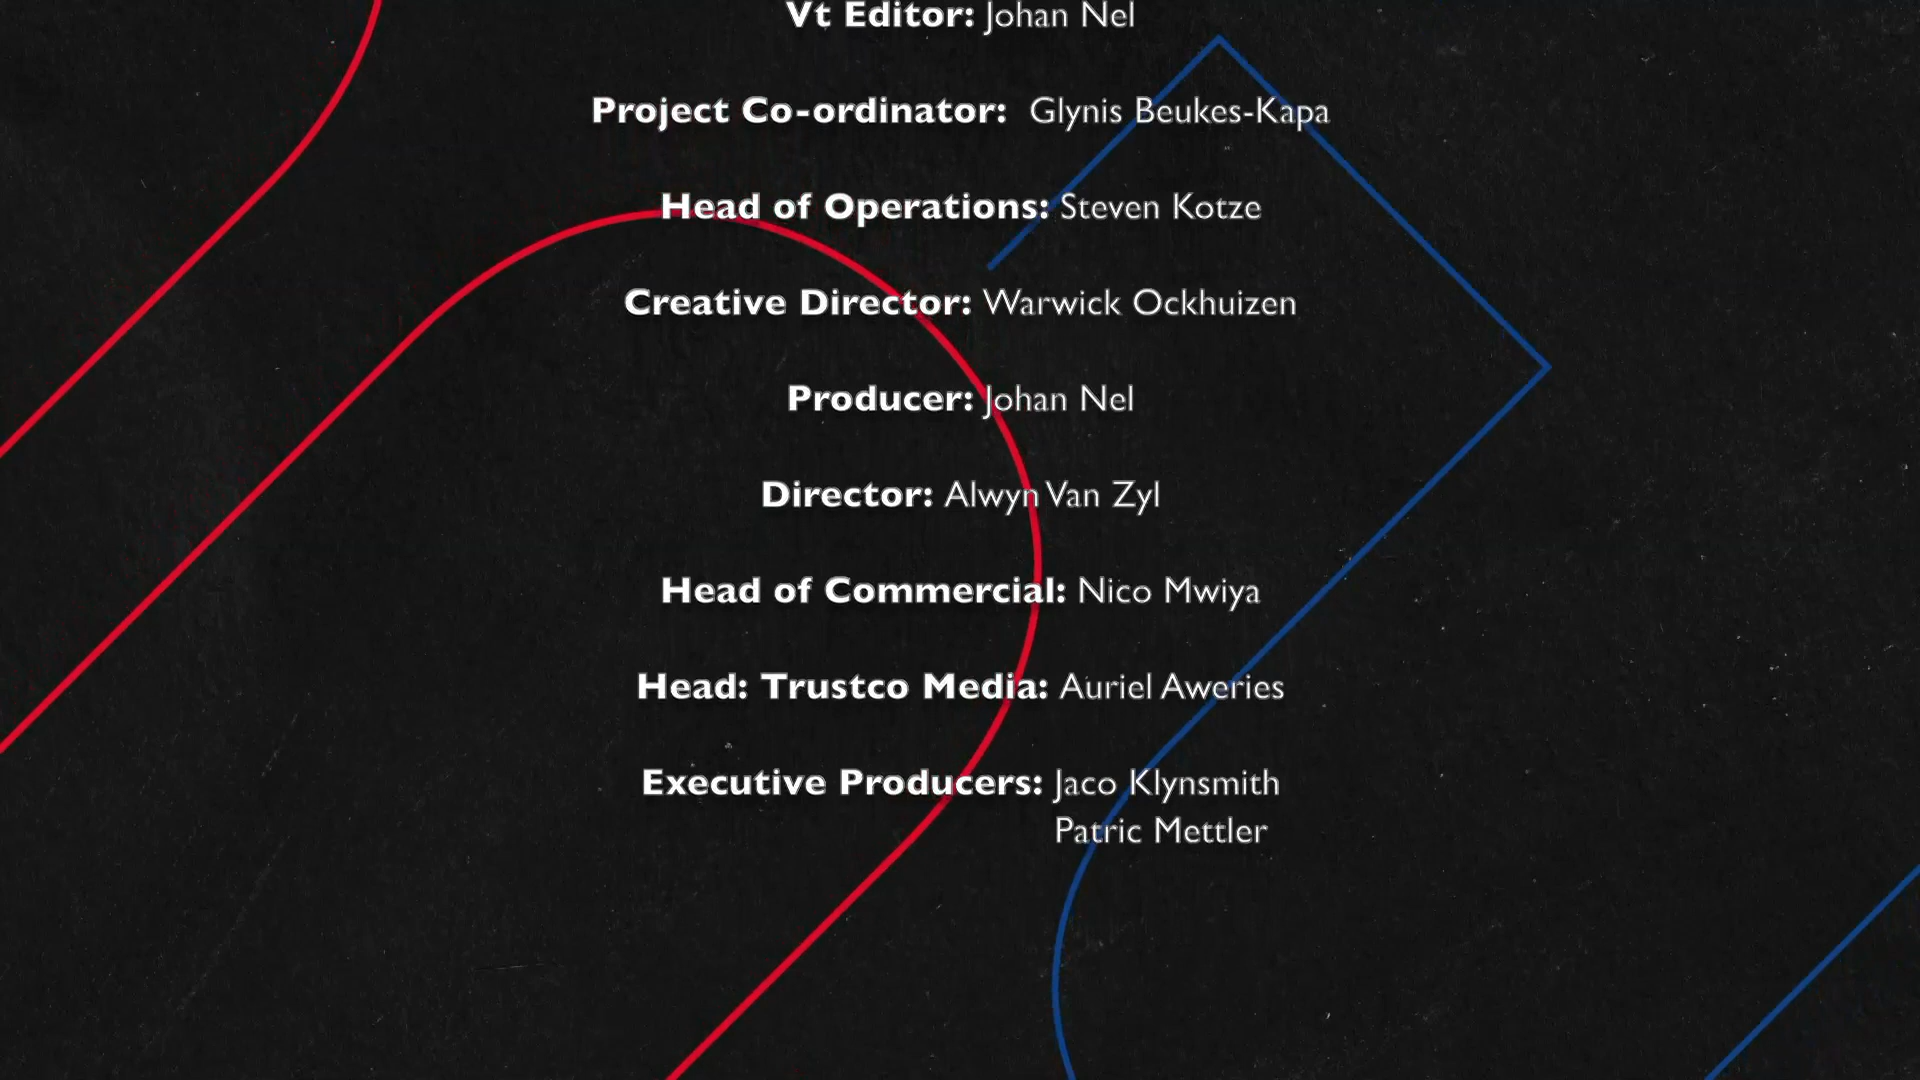 Vt Editor: Johan Nel
Project Co-ordinator: Glynis Beukes-Kapa
Head of Operations: Steven Kotze
Creative Director: Warwick Ockhuizen
Producer: Johan Nel
Director: Alwyn Van Zyl
Head of Commercial: Nico Mwiya
Head: Trustco Media: Auriel Aweries
Executive Producers: Jaco Klynsmith
Patric Mettler